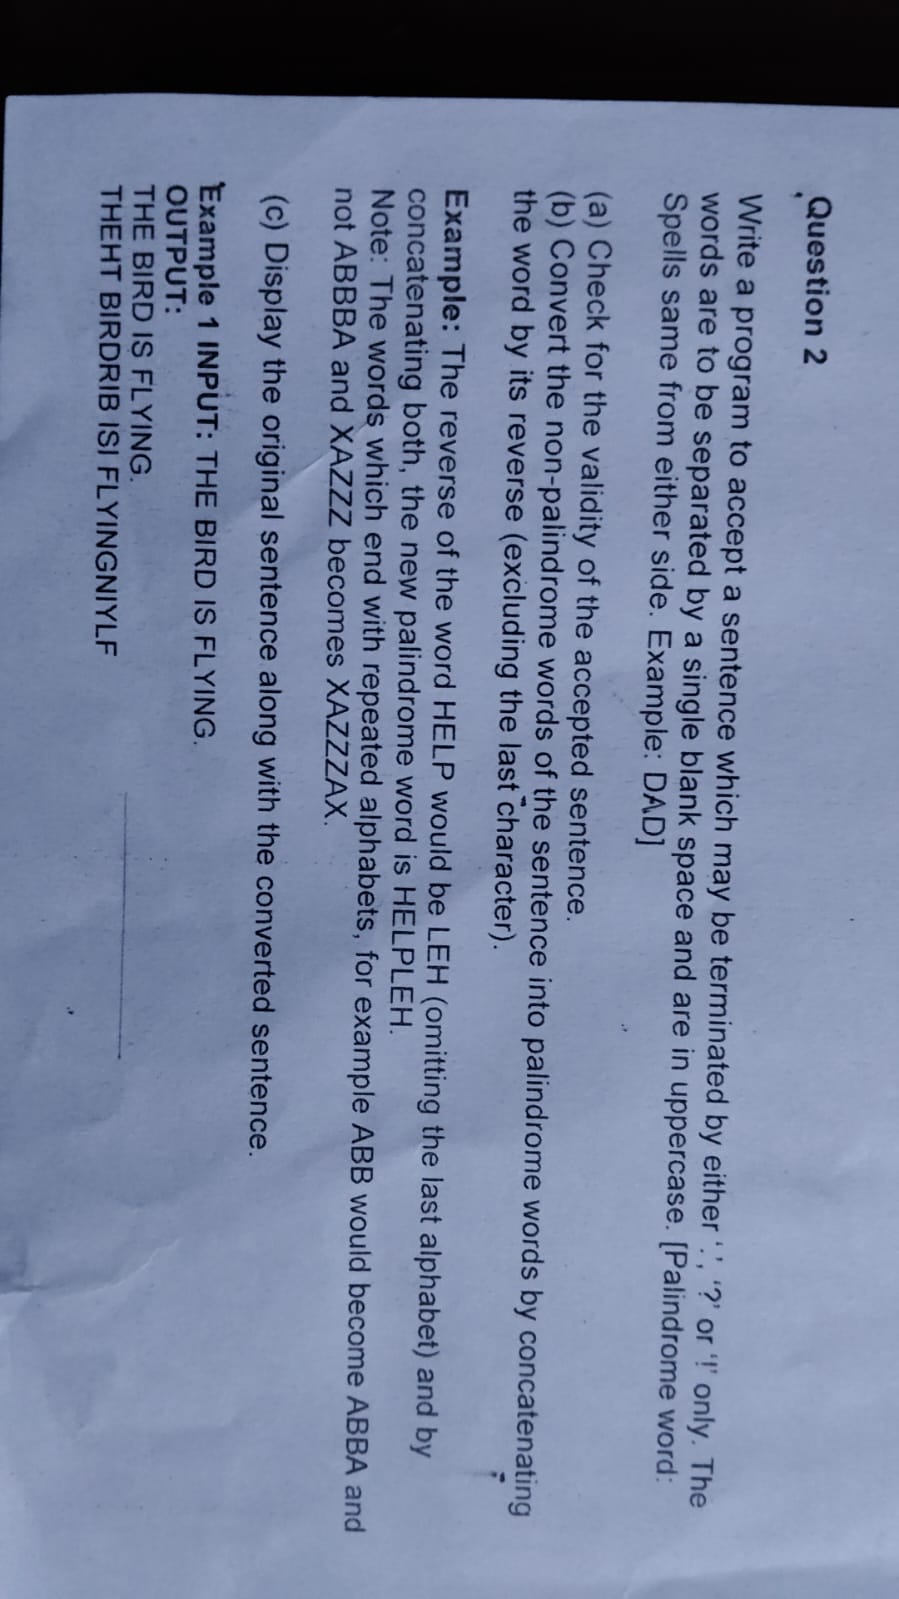 Question 2
Write a program to accept a sentence which may be terminated by either '.', '?' or '!' only. The
words are to be separated by a single blank space and are in uppercase. [Palindrome word:
Spells same from either side. Example: DAD]
(a) Check for the validity of the accepted sentence.
(b) Convert the non-palindrome words of the sentence into palindrome words by concatenating
the word by its reverse (excluding the last character).
Example: The reverse of the word HELP would be LEH (omitting the last alphabet) and by
concatenating both, the new palindrome word is HELPLEH.
Note: The words which end with repeated alphabets, for example ABB would become ABBA and
not ABBBA and XAZZZ becomes XAZZZAX.
(c) Display the original sentence along with the converted sentence.
Example 1 INPUT: THE BIRD IS FLYING.
OUTPUT:
THE BIRD IS FLYING.
THEHT BIRDRIB ISI FLYINGNIYLF